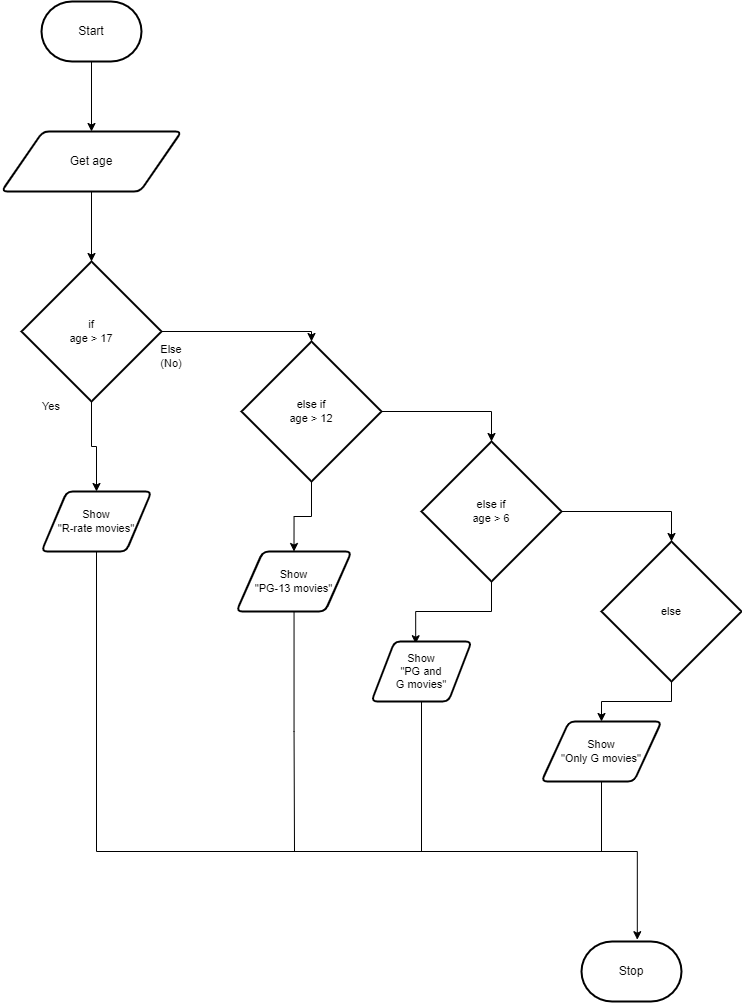 Start
Get age
if
age > 17
Else
(No)
Yes
else if
age > 12
else if
age > 6
else
Show
"R-rate movies"
Show
"PG-13 movies"
Show
"PG and
G movies"
Show
"Only G movies"
Stop